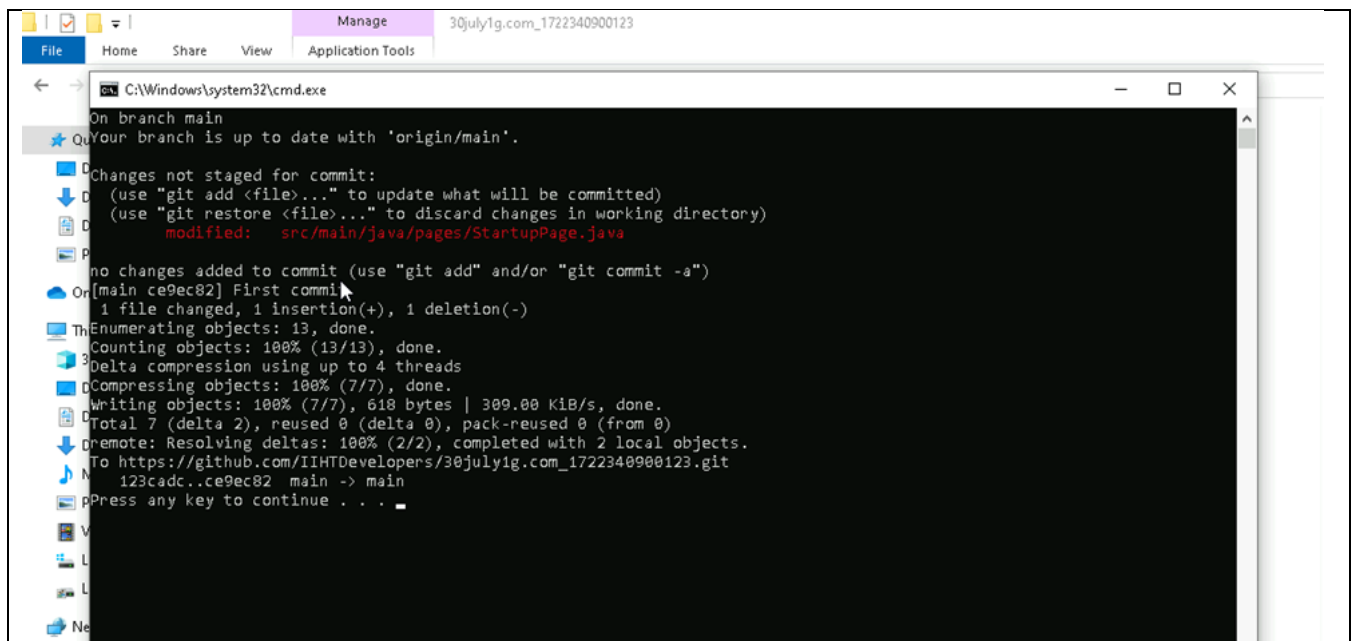 Manage
30july1g.com_1722340900123
File Home Share View Application Tools
C:\Windows\system32\cmd.exe
On branch main
Your branch is up to date with 'origin/main'.
Changes not staged for commit:
(use "git add <file>..." to update what will be committed)
(use "git restore <file>..." to discard changes in working directory)
modified: src/main/java/pages/StartupPage.java
no changes added to commit (use "git add" and/or "git commit -a")
[main ce9ec82] First commit
1 file changed, 1 insertion(+), 1 deletion(-)
Enumerating objects: 13, done.
Counting objects: 100% (13/13), done.
Delta compression using up to 4 threads
Compressing objects: 100% (7/7), done.
Writing objects: 100% (7/7), 618 bytes | 309.00 KiB/s, done.
Total 7 (delta 2), reused 0 (delta 0), pack-reused 0 (from 0)
remote: Resolving deltas: 100% (2/2), completed with 2 local objects.
To https://github.com/IIHTDevelopers/30july1g.com_1722340900123.git
123cadc..ce9ec82 main -> main
Press any key to continue . . .
Qu
D
D
D
P
On
Th
3
D
D
D
M
P
V
L
L
Ne